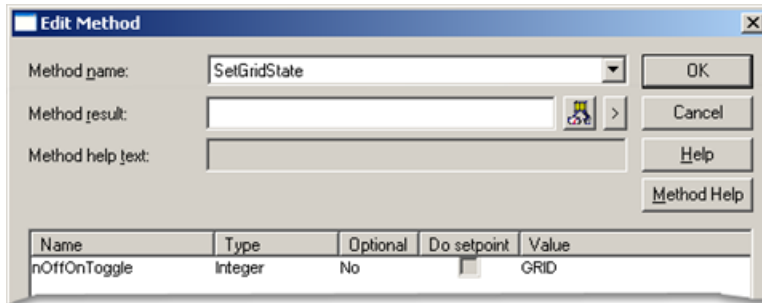 Edit Method
Method name: SetGridState OK
Method result: > Cancel
Method help text: Help
Method Help
Name Type Optional Do setpoint Value
nOffOnToggle Integer No GRID